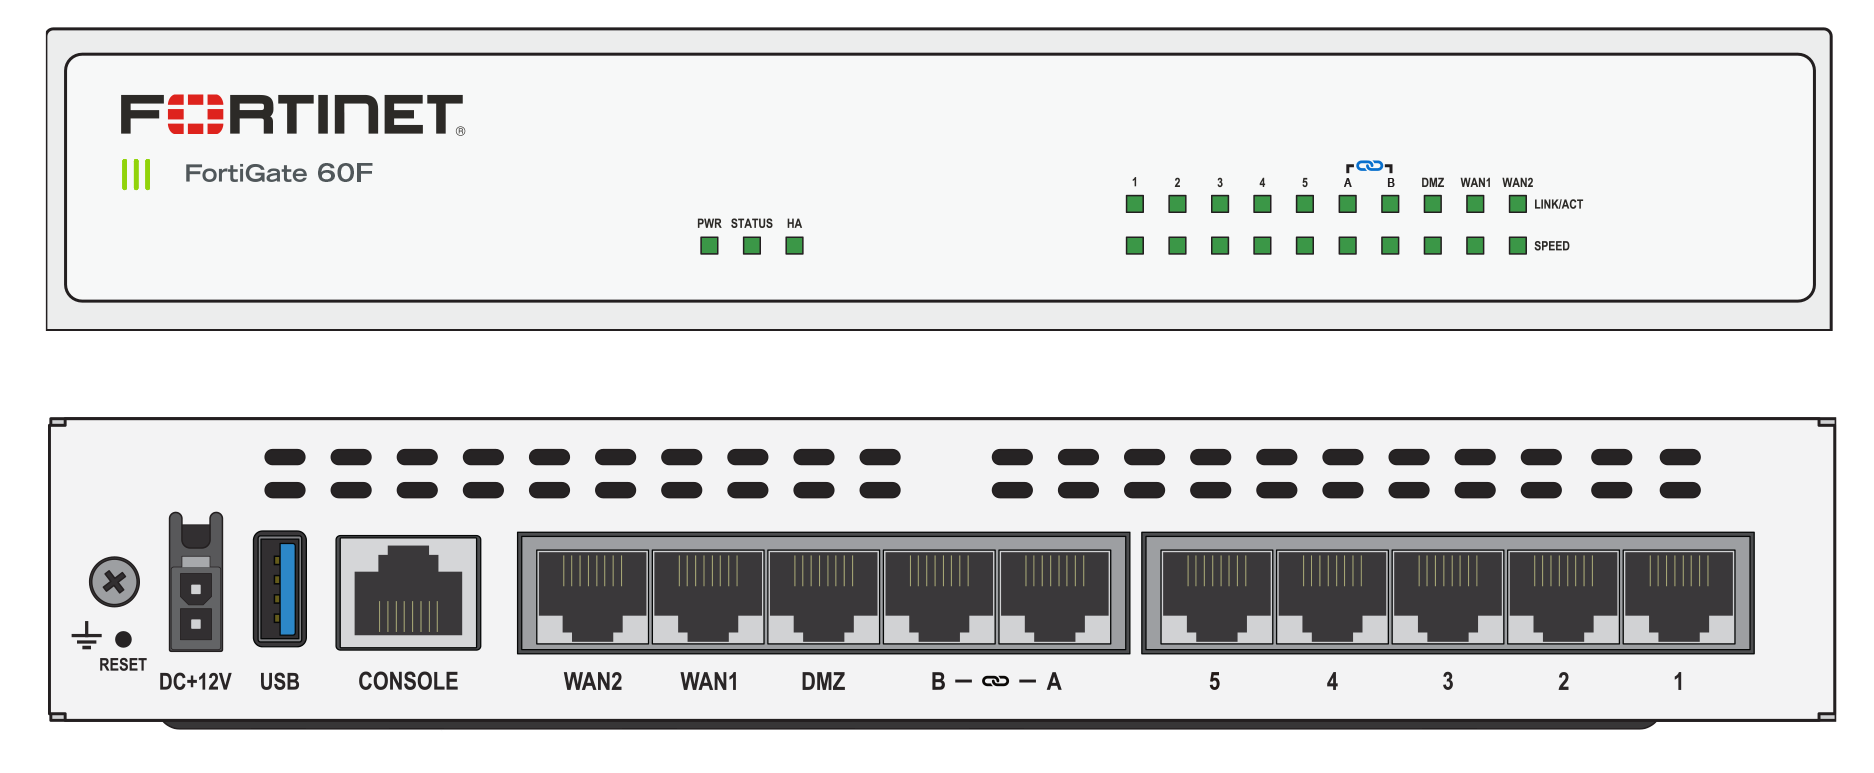 FORTINET®
FortiGate 60F
1 2 3 4 5 A B DMZ WAN1 WAN2
LINK/ACT
PWR STATUS HA
SPEED
RESET
DC+12V USB CONSOLE WAN2 WAN1 DMZ B A 5 4 3 2 1